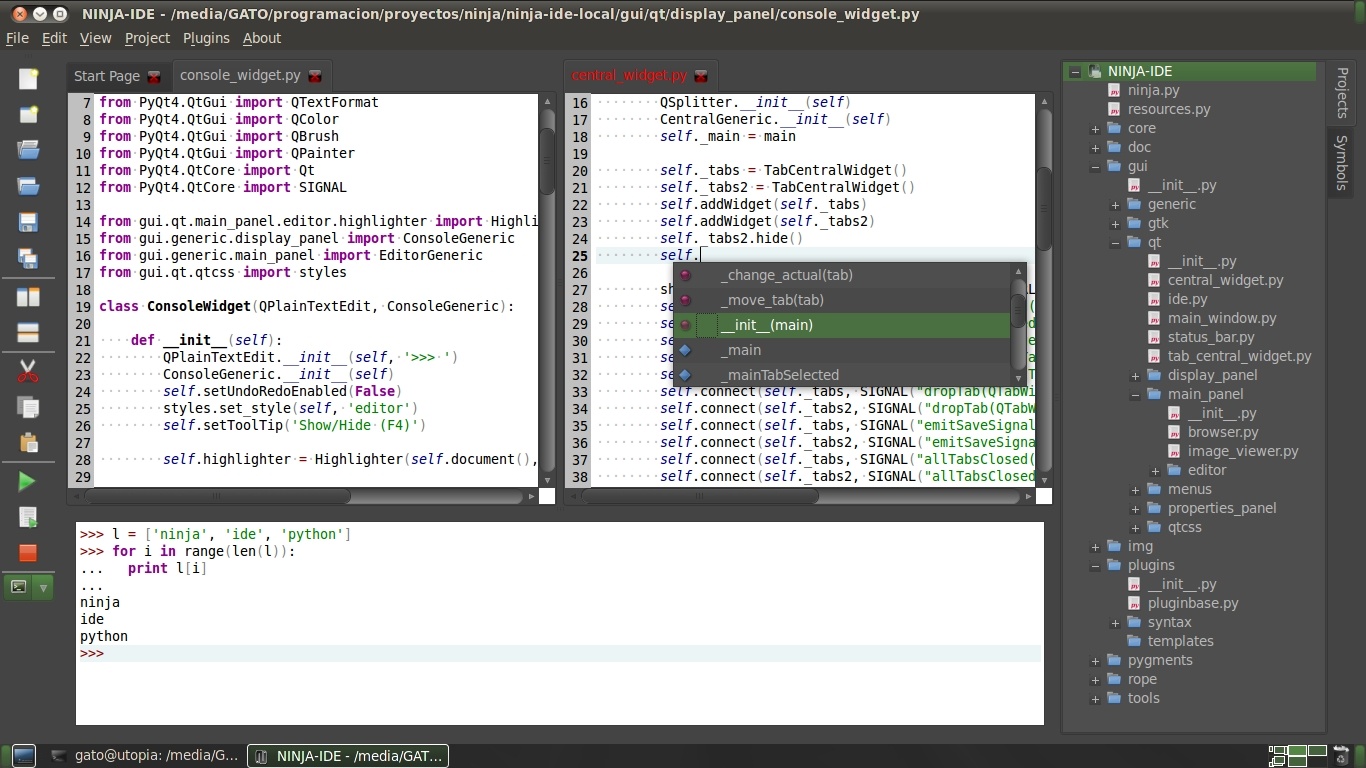 NINJA-IDE - /media/GATO/programacion/proyectos/ninja/ninja-ide-local/gui/qt/display_panel/console_widget.py
File Edit View Project Plugins About
Start Page
console_widget.py
7 from PyQt4.QtGui import QTextFormat
8 from PyQt4.QtGui import QColor
9 from PyQt4.QtGui import QBrush
10 from PyQt4.QtGui import QPainter
11 from PyQt4.QtCore import Qt
12 from PyQt4.QtCore import SIGNAL
13
14 from gui.qt.main_panel.editor.highlighter import Highli
15 from gui.generic.display_panel import ConsoleGeneric
16 from gui.generic.main_panel import EditorGeneric
17 from gui.qt.qtcss import styles
18
19 class ConsoleWidget(QPlainTextEdit, ConsoleGeneric):
20
21 def __init__(self):
22 QPlainTextEdit.__init__(self, '>>> ')
23 ConsoleGeneric.__init__(self)
24 self.setUndoRedoEnabled(False)
25 styles.set_style(self, 'editor')
26 self.setToolTip('Show/Hide (F4)')
27
28 self.highlighter = Highlighter(self.document(),
29
central_widget.py
16 QSplitter.__init__(self)
17 CentralGeneric.__init__(self)
18 self._main = main
19
20 self._tabs = TabCentralWidget()
21 self._tabs2 = TabCentralWidget()
22 self.addWidget(self._tabs)
23 self.addWidget(self._tabs2)
24 self._tabs2.hide()
25 self.
26
27 sh
28 se
29 se
30 se
31 se
32 se
33 self.connect(self._tabs, SIGNAL("dropTab(QTabWi
34 self.connect(self._tabs2, SIGNAL("dropTab(QTabW
35 self.connect(self._tabs, SIGNAL("emitSaveSignal
36 self.connect(self._tabs2, SIGNAL("emitSaveSigna
37 self.connect(self._tabs, SIGNAL("allTabsClosed(
38 self.connect(self._tabs2, SIGNAL("allTabsClosed
_change_actual(tab)
_move_tab(tab)
__init__(main)
_main
_mainTabSelected
>>> l = ['ninja', 'ide', 'python']
>>> for i in range(len(l)):
... print l[i]
...
ninja
ide
python
>>>
NINJA-IDE
ninja.py
resources.py
core
doc
gui
__init__.py
generic
gtk
qt
__init__.py
central_widget.py
ide.py
main_window.py
status_bar.py
tab_central_widget.py
display_panel
main_panel
__init__.py
browser.py
image_viewer.py
editor
menus
properties_panel
qtcss
img
plugins
__init__.py
pluginbase.py
syntax
templates
pygments
rope
tools
Projects
Symbols
gato@utopia: /media/G...
NINJA-IDE - /media/GAT...